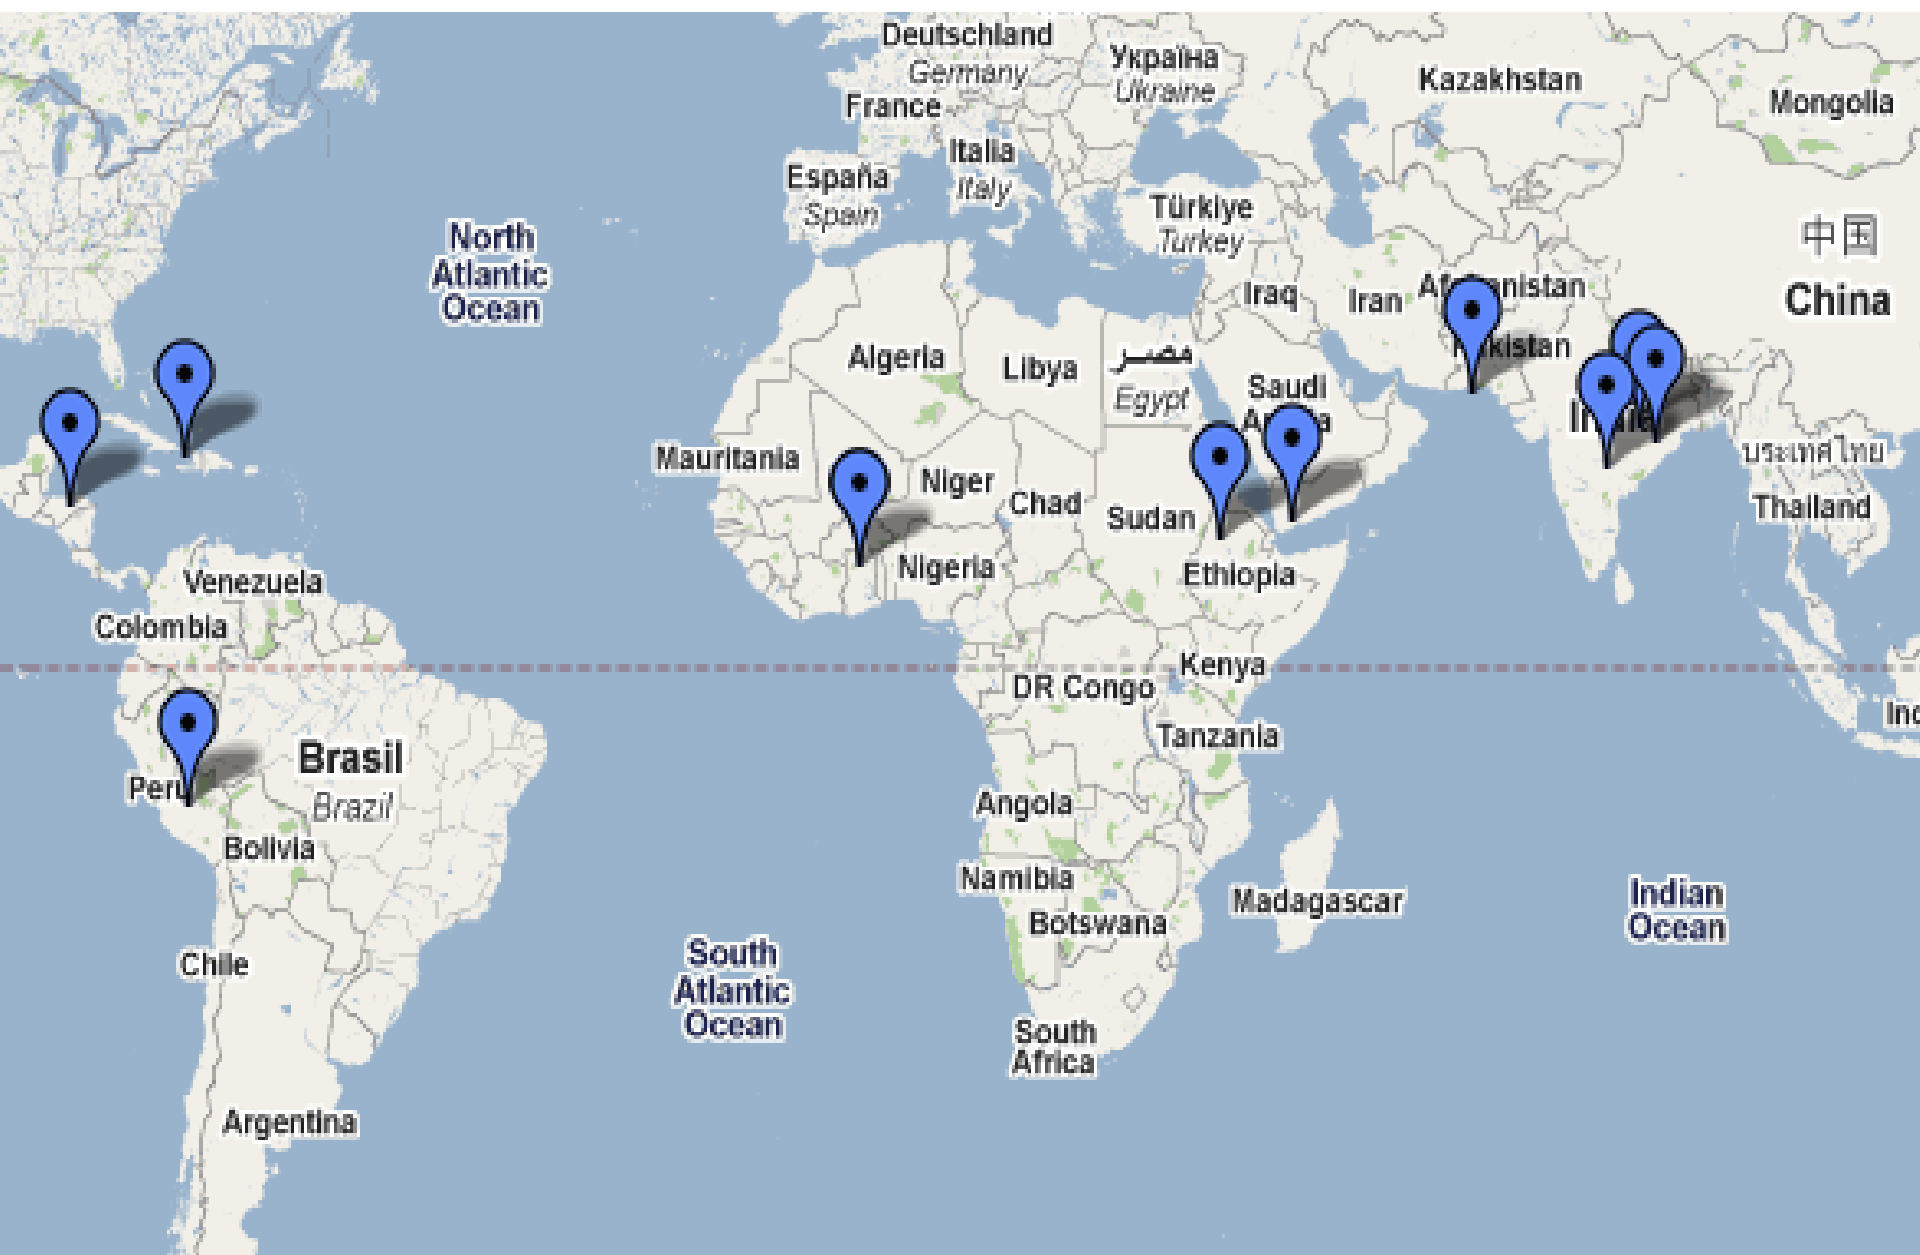 Deutschland
Germany
Україна
Ukraine
Kazakhstan
France
Mongolia
Italia
Italy
España
Spain
Türkiye
Turkey
中国
China
North
Atlantic
Ocean
Iraq
Iran
Algeria
Libya
مصر
Egypt
Saudi
Mauritania
Niger
Chad
Sudan
ประเทศไทย
Thailand
Nigeria
Ethiopia
Venezuela
Colombia
Kenya
DR Congo
Tanzania
Brasil
Brazil
Peru
Angola
Bolivia
Namibia
Madagascar
Botswana
Indian
Ocean
Chile
South
Atlantic
Ocean
South
Africa
Argentina